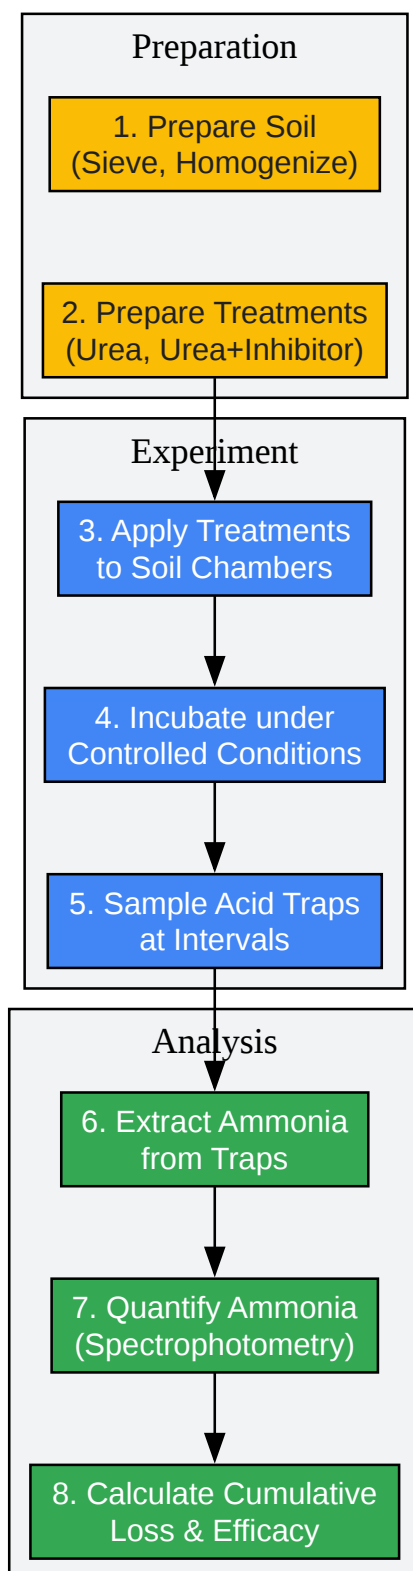 Preparation
1. Prepare Soil
(Sieve, Homogenize)
2. Prepare Treatments
(Urea, Urea+Inhibitor)
Experiment
3. Apply Treatments
to Soil Chambers
4. Incubate under
Controlled Conditions
5. Sample Acid Traps
at Intervals
Analysis
6. Extract Ammonia
from Traps
7. Quantify Ammonia
(Spectrophotometry)
8. Calculate Cumulative
Loss & Efficacy